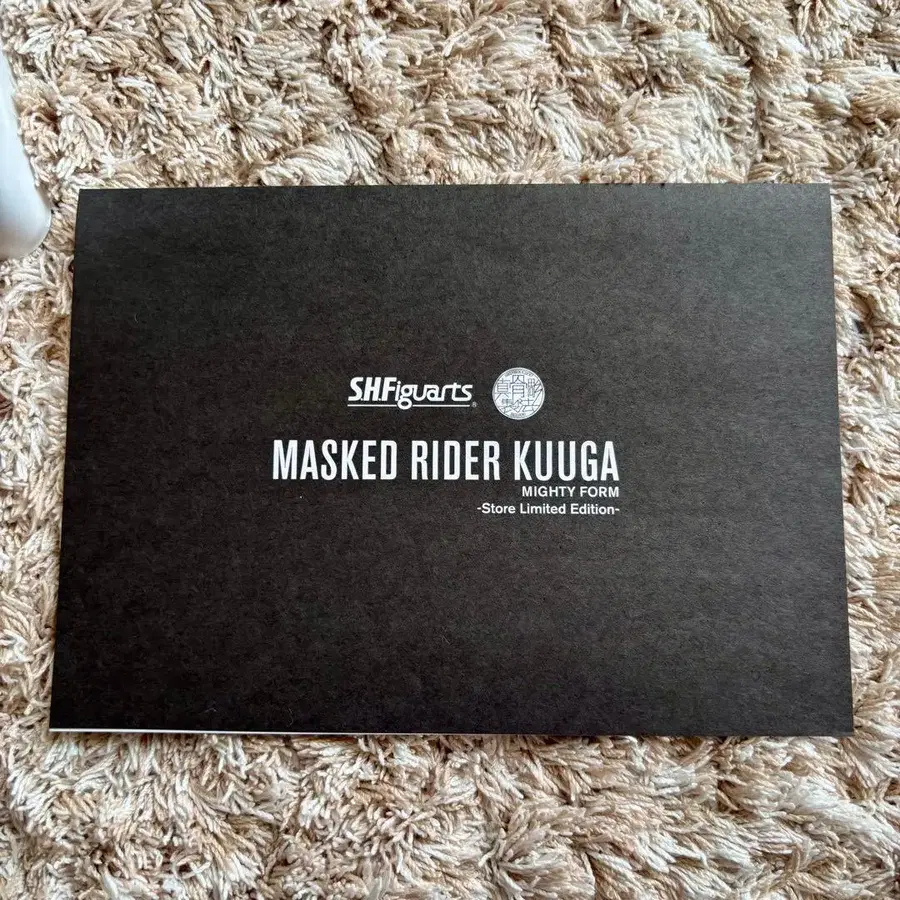 S.H.Figuarts®
MASKED RIDER KUUGA
MIGHTY FORM
-Store Limited Edition-